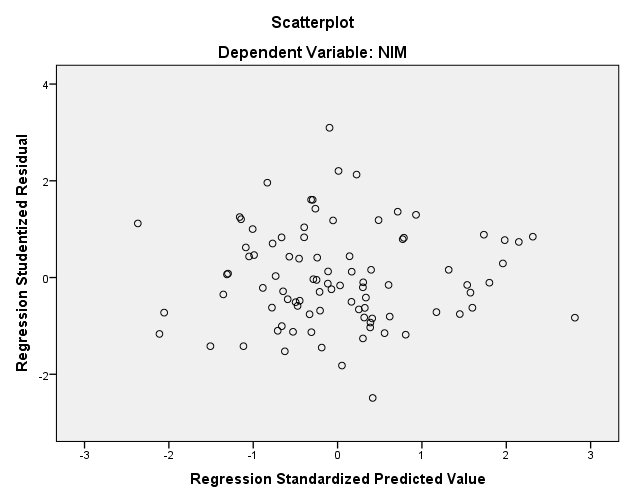 Scatterplot
Dependent Variable: NIM
Regression Studentized Residual
4
2
0
-2
-3
-2
-1
0
1
2
3
Regression Standardized Predicted Value